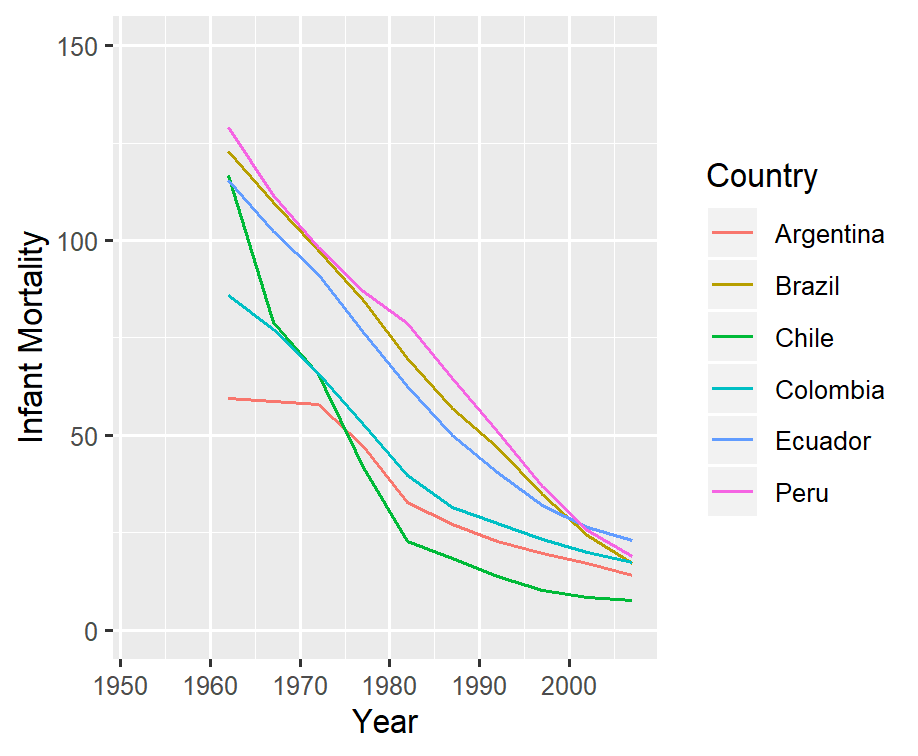 150
100
50
0
Infant Mortality
1950 1960 1970 1980 1990 2000
Year
Country
Argentina
Brazil
Chile
Colombia
Ecuador
Peru